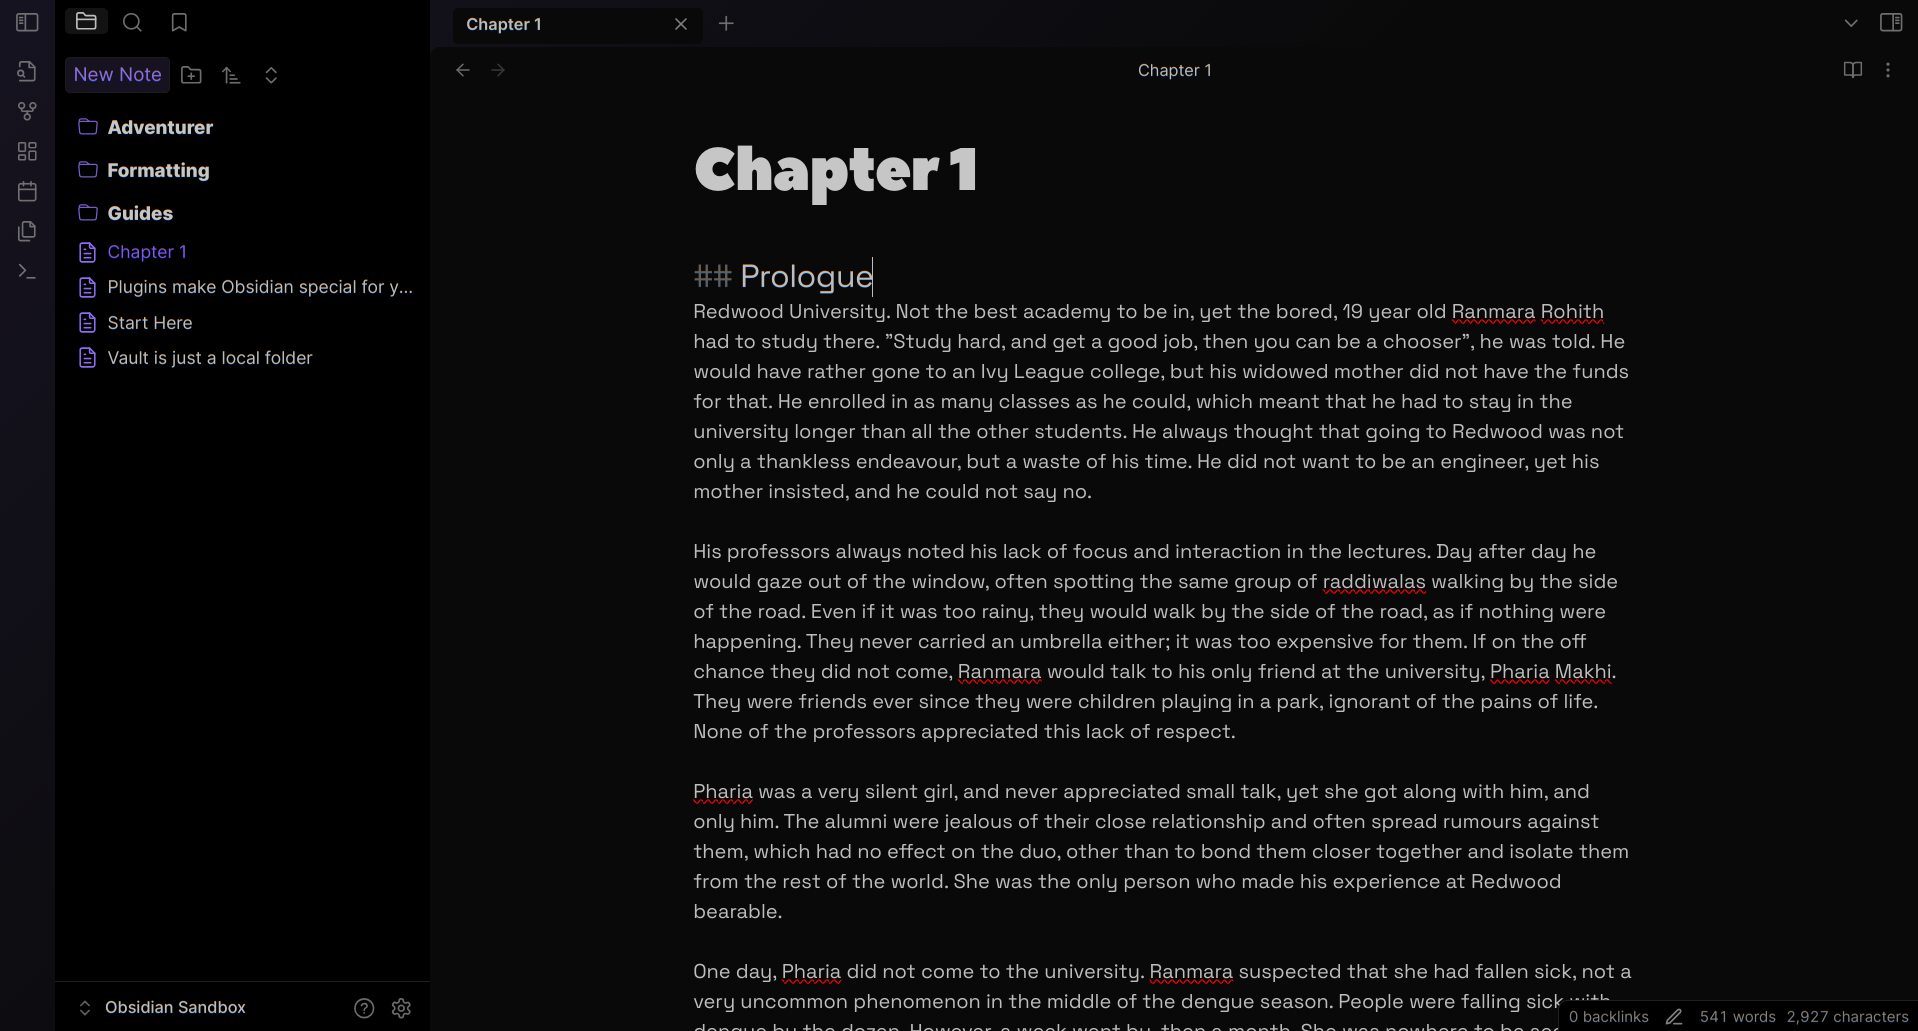 Chapter 1
New Note
Adventurer
Formatting
Guides
Chapter 1
Plugins make Obsidian special for y...
Start Here
Vault is just a local folder
Obsidian Sandbox
Chapter 1
Chapter 1
## Prologue
Redwood University. Not the best academy to be in, yet the bored, 19 year old Ranmara Rohith
had to study there. ”Study hard, and get a good job, then you can be a chooser”, he was told. He
would have rather gone to an Ivy League college, but his widowed mother did not have the funds
for that. He enrolled in as many classes as he could, which meant that he had to stay in the
university longer than all the other students. He always thought that going to Redwood was not
only a thankless endeavour, but a waste of his time. He did not want to be an engineer, yet his
mother insisted, and he could not say no.
His professors always noted his lack of focus and interaction in the lectures. Day after day he
would gaze out of the window, often spotting the same group of raddiwalas walking by the side
of the road. Even if it was too rainy, they would walk by the side of the road, as if nothing were
happening. They never carried an umbrella either; it was too expensive for them. If on the off
chance they did not come, Ranmara would talk to his only friend at the university, Pharia Makhi.
They were friends ever since they were children playing in a park, ignorant of the pains of life.
None of the professors appreciated this lack of respect.
Pharia was a very silent girl, and never appreciated small talk, yet she got along with him, and
only him. The alumni were jealous of their close relationship and often spread rumours against
them, which had no effect on the duo, other than to bond them closer together and isolate them
from the rest of the world. She was the only person who made his experience at Redwood
bearable.
One day, Pharia did not come to the university. Ranmara suspected that she had fallen sick, not a
very uncommon phenomenon in the middle of the dengue season. People were falling sick with
dengue by the dozen. However, a week went by, then a month. She was nowhere to be
0 backlinks
541 words
2,927 characters